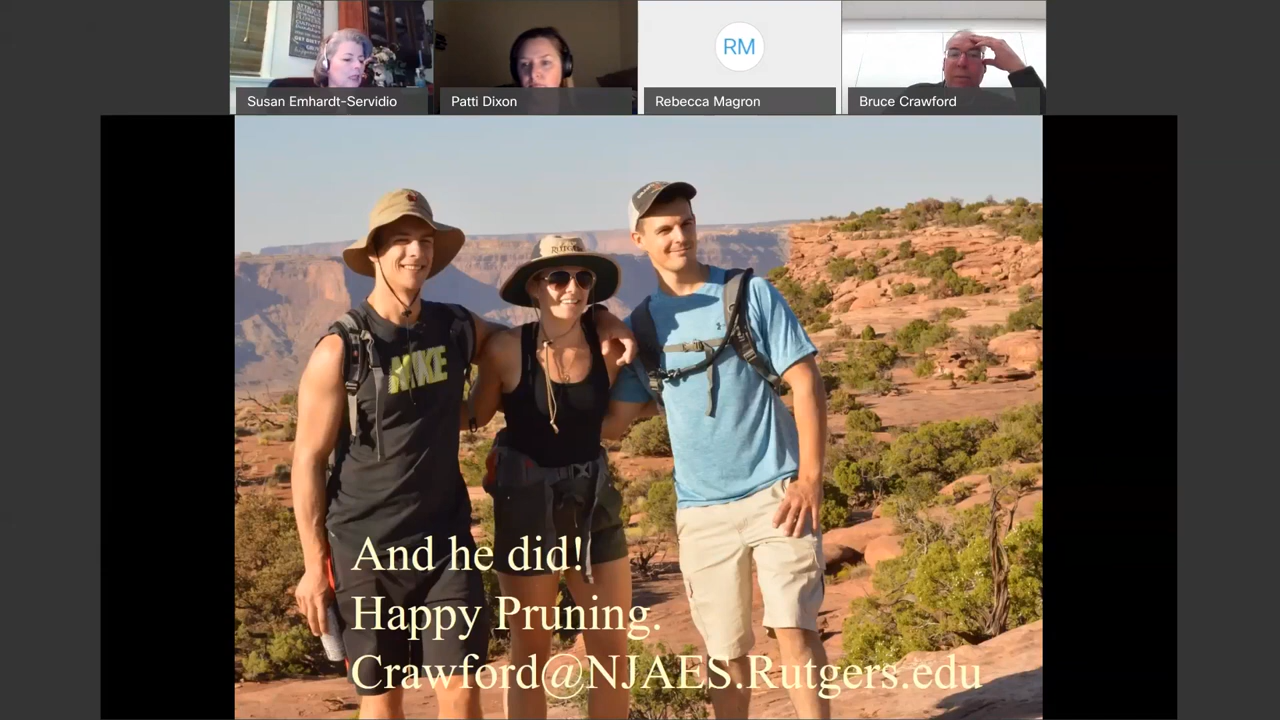 Susan Emhardt-Servidio
Patti Dixon
RM
Rebecca Magron
Bruce Crawford
NIKE
And he did!
Happy Pruning.
Crawford@NJAES.Rutgers.edu